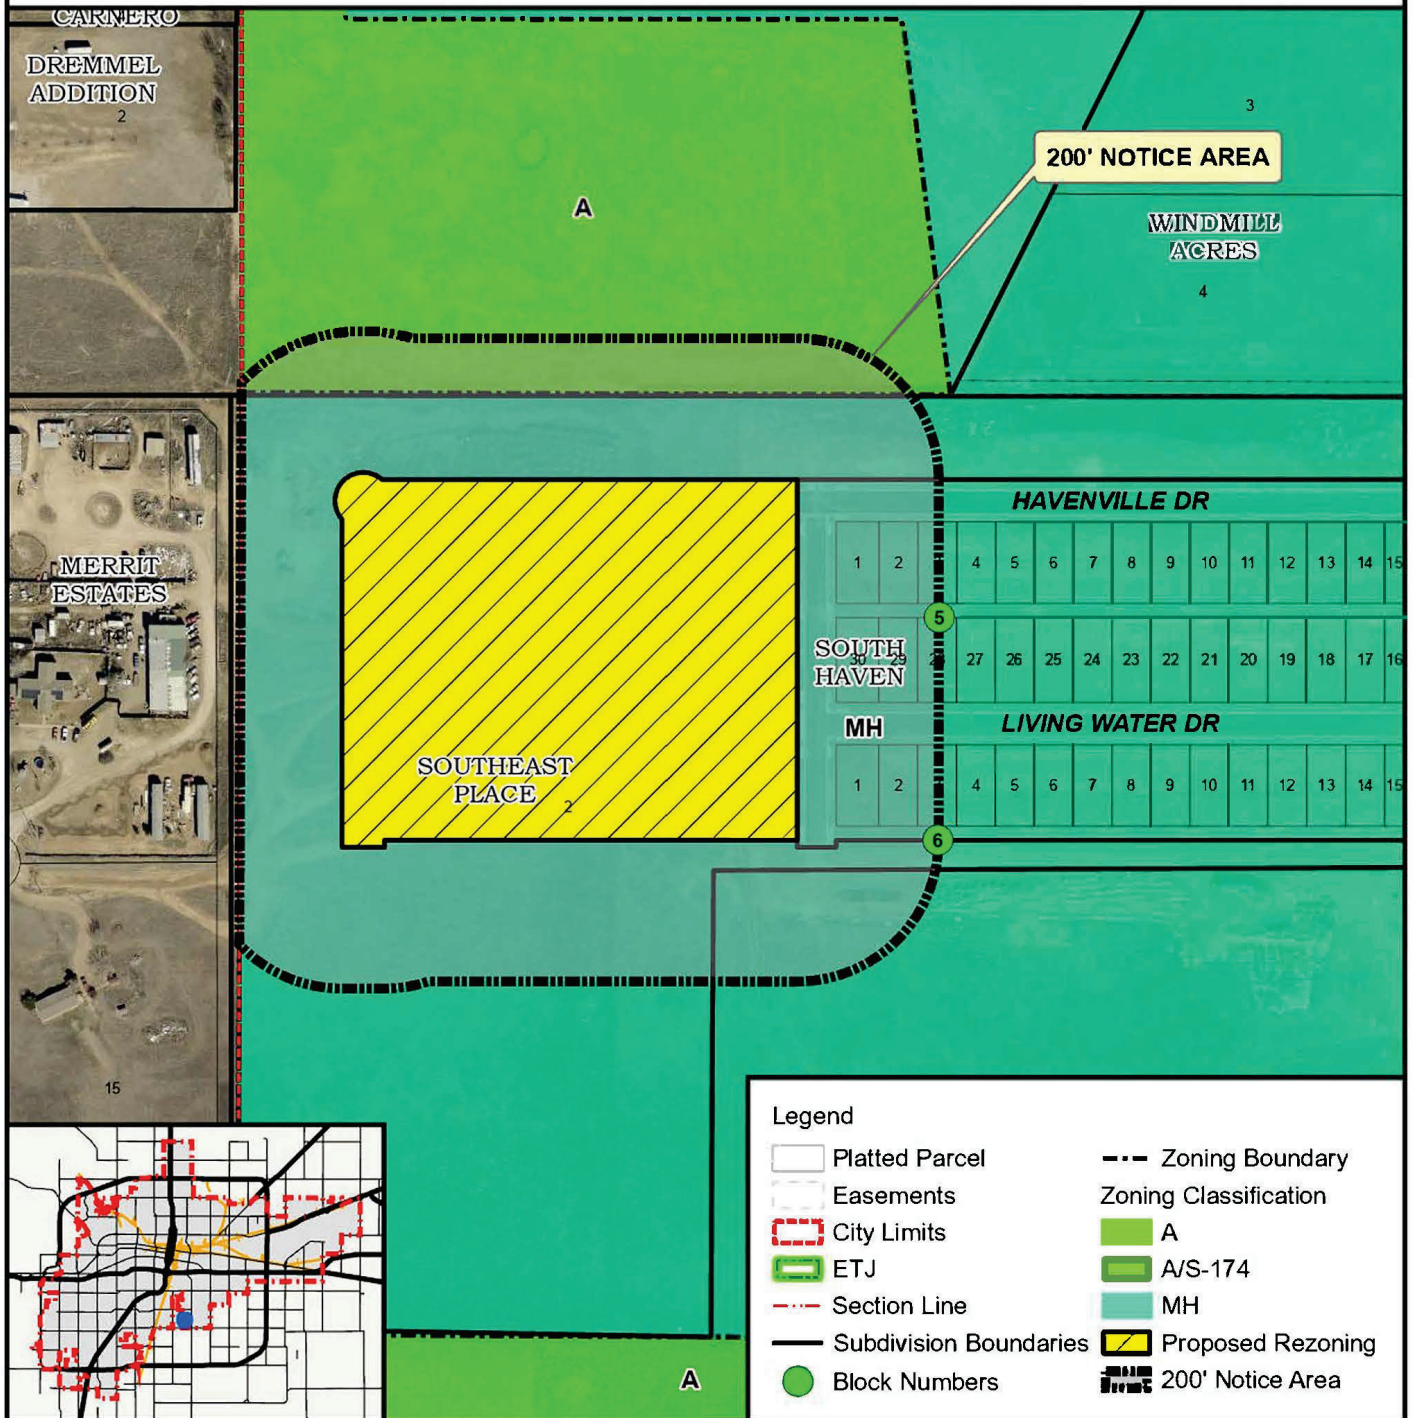 CARNERO
DREMMEL
ADDITION
2
3
200' NOTICE AREA
A
WINDMILL
ACRES
4
HAVENVILLE DR
MERRIT
ESTATES
1 2 4 5 6 7 8 9 10 11 12 13 14 15
5
SOUTH
HAVEN
30 29 27 26 25 24 23 22 21 20 19 18 17 16
MH
LIVING WATER DR
SOUTHEAST
PLACE
2
1 2 4 5 6 7 8 9 10 11 12 13 14 15
6
15
A
Legend
Platted Parcel
Easements
City Limits
ETJ
Section Line
Subdivision Boundaries
Block Numbers
Zoning Boundary
Zoning Classification
A
A/S-174
MH
Proposed Rezoning
200' Notice Area